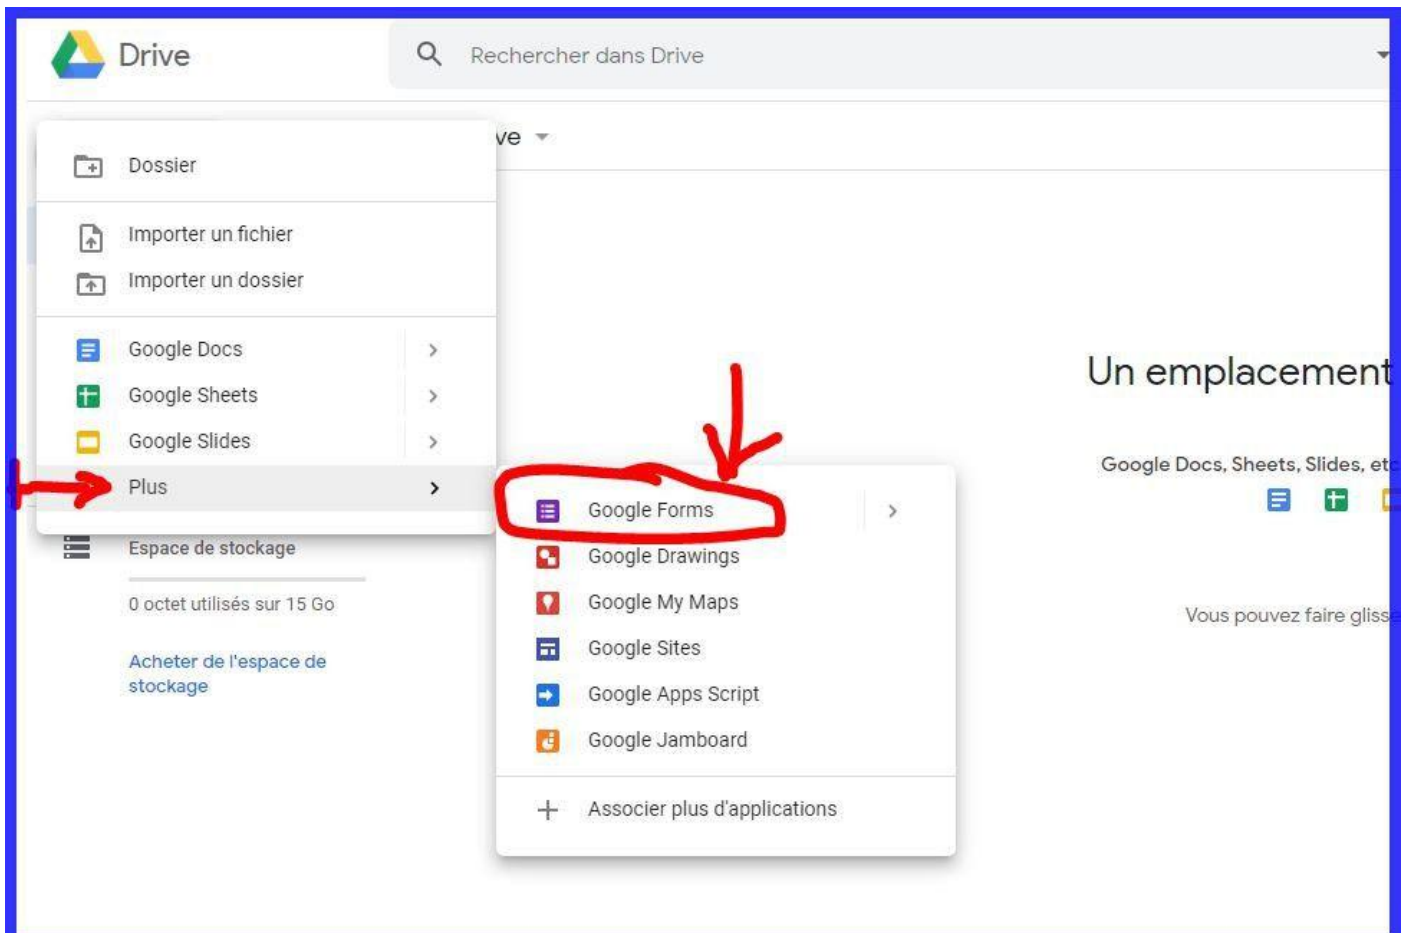 Drive
Rechercher dans Drive
ve
Dossier
Importer un fichier
Importer un dossier
Google Docs
Google Sheets
Google Slides
Plus
Espace de stockage
0 octet utilisés sur 15 Go
Acheter de l'espace de
stockage
Google Forms
Google Drawings
Google My Maps
Google Sites
Google Apps Script
Google Jamboard
Associer plus d'applications
Un emplacement
Google Docs, Sheets, Slides, etc
Vous pouvez faire glisse